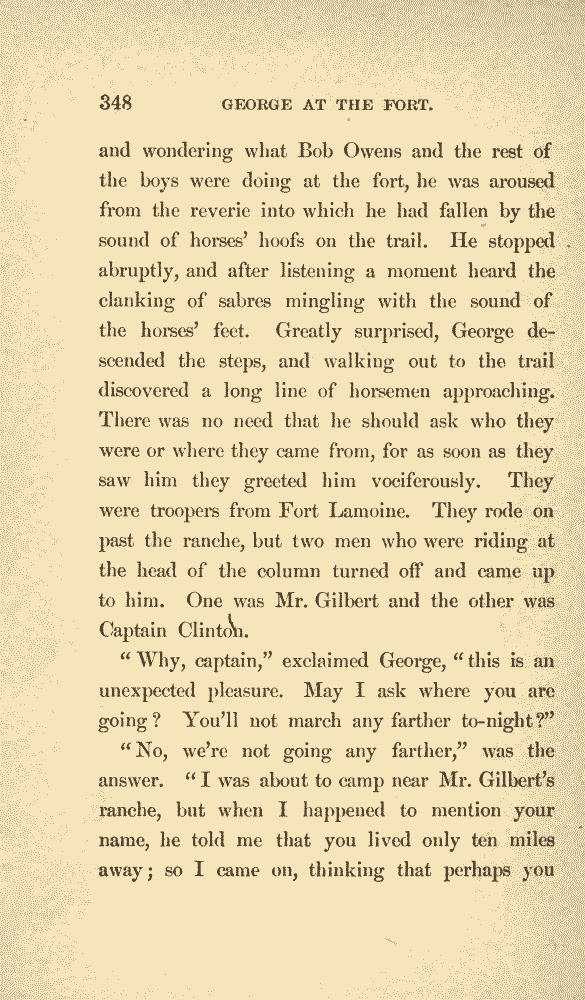 348 GEORGE AT THE FORT.
and wondering what Bob Owens and the rest of
the boys were doing at the fort, he was aroused
from the reverie into which he had fallen by the
sound of horses’ hoofs on the trail. He stopped
abruptly, and after listening a moment heard the
clanking of sabres mingling with the sound of
the horses’ feet. Greatly surprised, George de-
scended the steps, and walking out to the trail
discovered a long line of horsemen approaching.
There was no need that he should ask who they
were or where they came from, for as soon as they
saw him they greeted him vociferously. They
were troopers from Fort Lamoine. They rode on
past the ranche, but two men who were riding at
the head of the column turned off and came up
to him. One was Mr. Gilbert and the other was
Captain Clinton.
“Why, captain,” exclaimed George, “this is an
unexpected pleasure. May I ask where you are
going? You’ll not march any farther to-night?”
“No, we’re not going any farther,” was the
answer. “I was about to camp near Mr. Gilbert’s
ranche, but when I happened to mention your
name, he told me that you lived only ten miles
away; so I came on, thinking that perhaps you